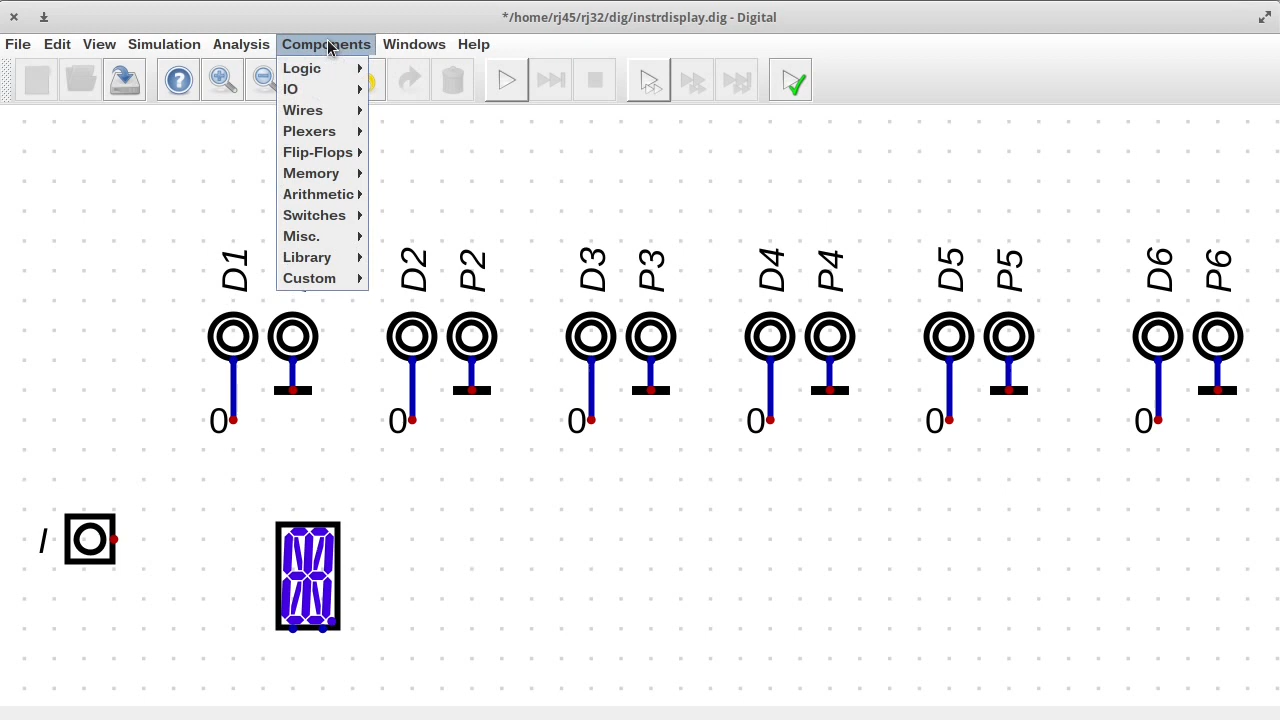 */home/rj45/rj32/dig/instrdisplay.dig - Digital
File Edit View Simulation Analysis Components Windows Help
Logic
IO
Wires
Plexers
Flip-Flops
Memory
Arithmetic
Switches
Misc.
Library
Custom
D1 D2 P2 D3 P3 D4 P4 D5 P5 D6 P6
0 0 0 0 0 0
I